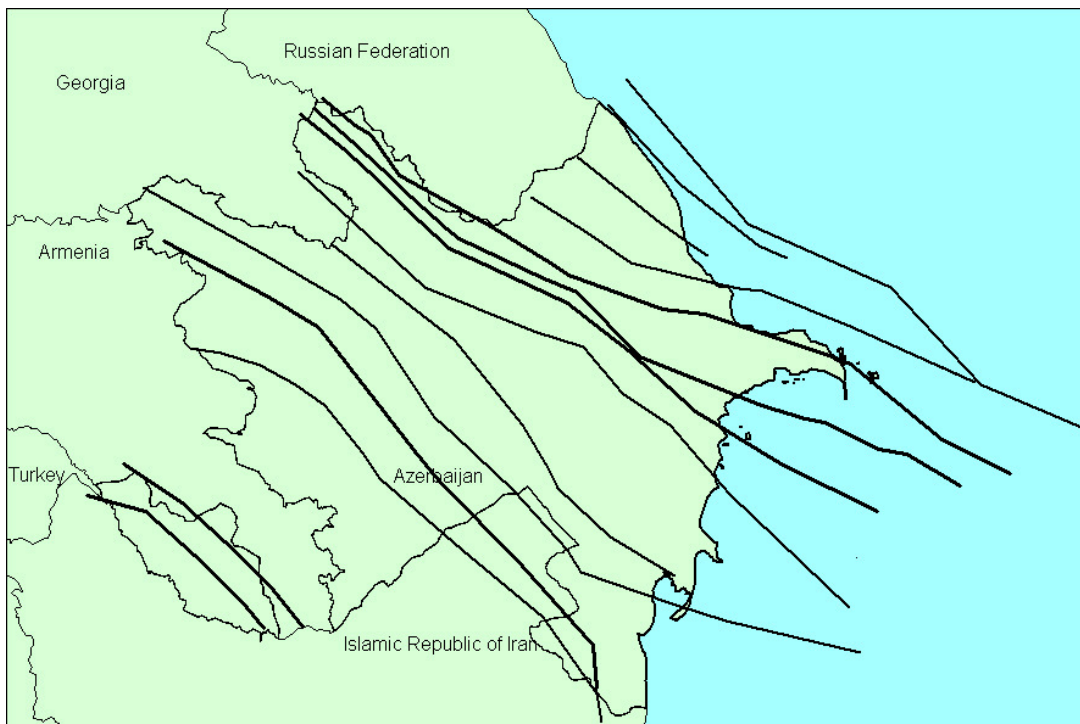 Russian Federation
Georgia
Armenia
Turkey
Azerbaijan
Islamic Republic of Iran